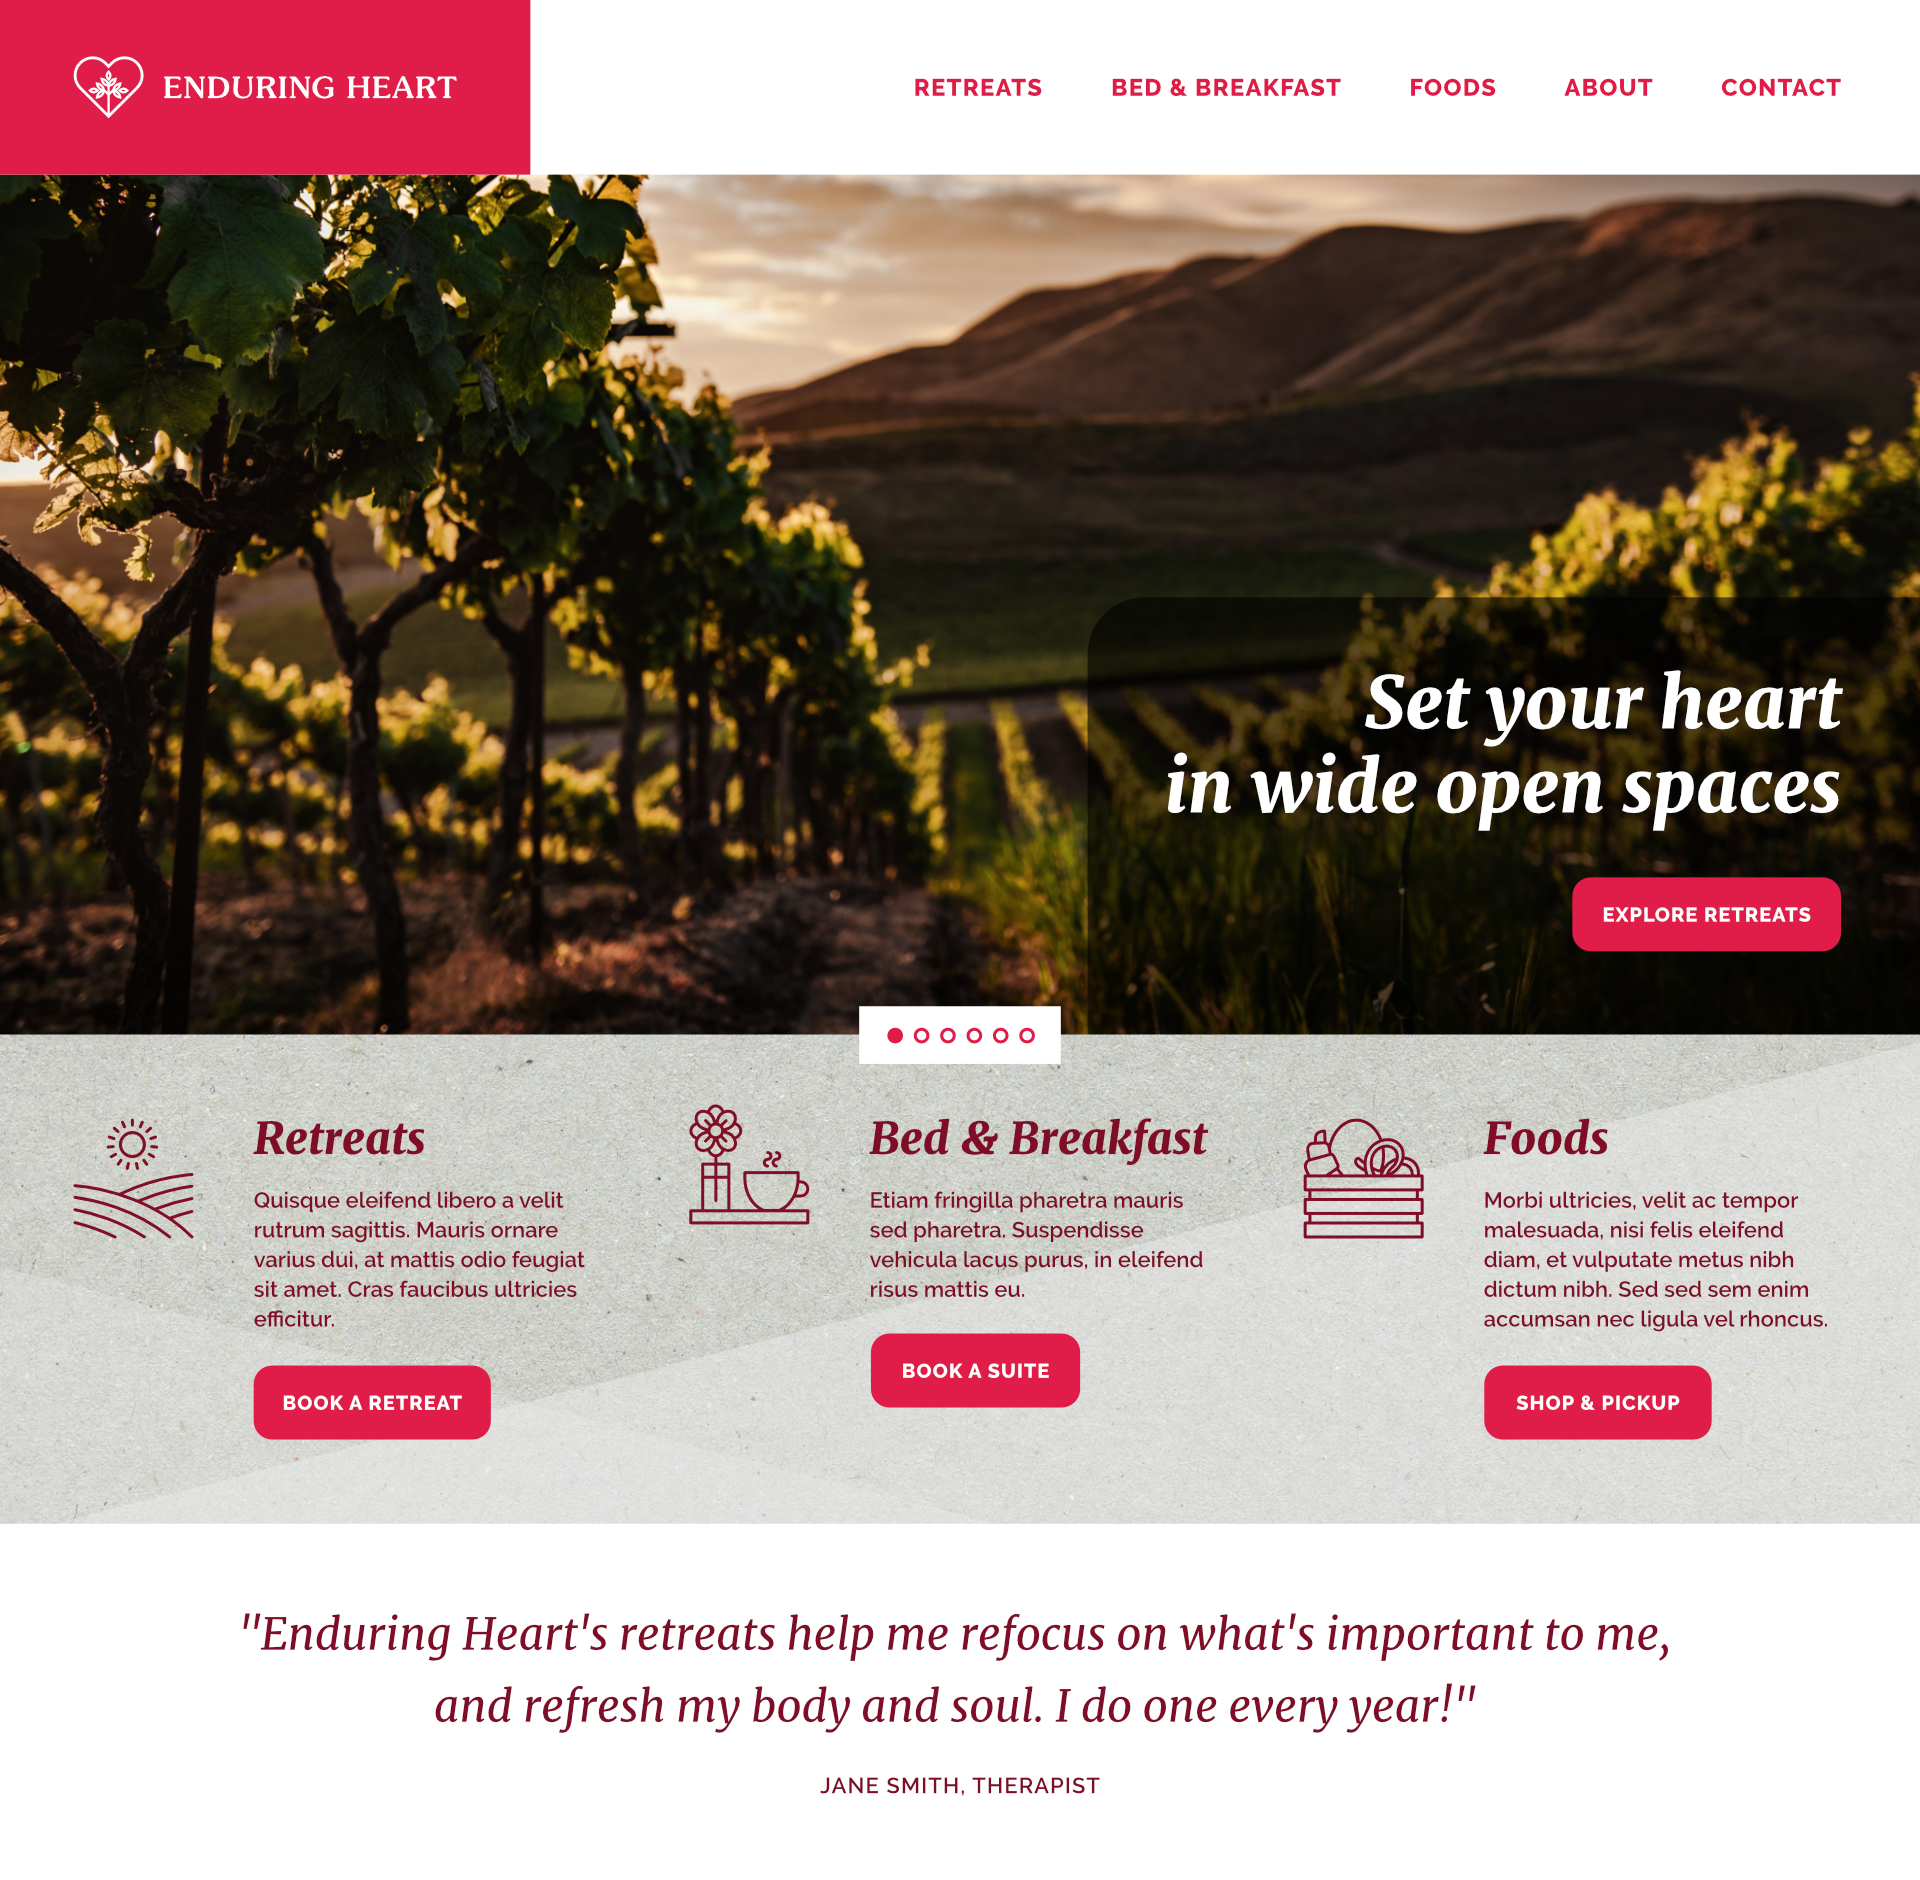 ENDURING HEART
RETREATS
BED & BREAKFAST
FOODS
ABOUT
CONTACT
Set your heart
in wide open spaces
EXPLORE RETREATS
Retreats
Quisque eleifend libero a velit
rutrum sagittis. Mauris ornare
varius dui, at mattis odio feugiat
sit amet. Cras faucibus ultricies
efficitur.
BOOK A RETREAT
Bed & Breakfast
Etiam fringilla pharetra mauris
sed pharetra. Suspendisse
vehicula lacus purus, in eleifend
risus mattis eu.
BOOK A SUITE
Foods
Morbi ultricies, velit ac tempor
malesuada, nisi felis eleifend
diam, et vulputate metus nibh
dictum nibh. Sed sed sem enim
accumsan nec ligula vel rhoncus.
SHOP & PICKUP
"Enduring Heart's retreats help me refocus on what's important to me,
and refresh my body and soul. I do one every year!"
JANE SMITH, THERAPIST